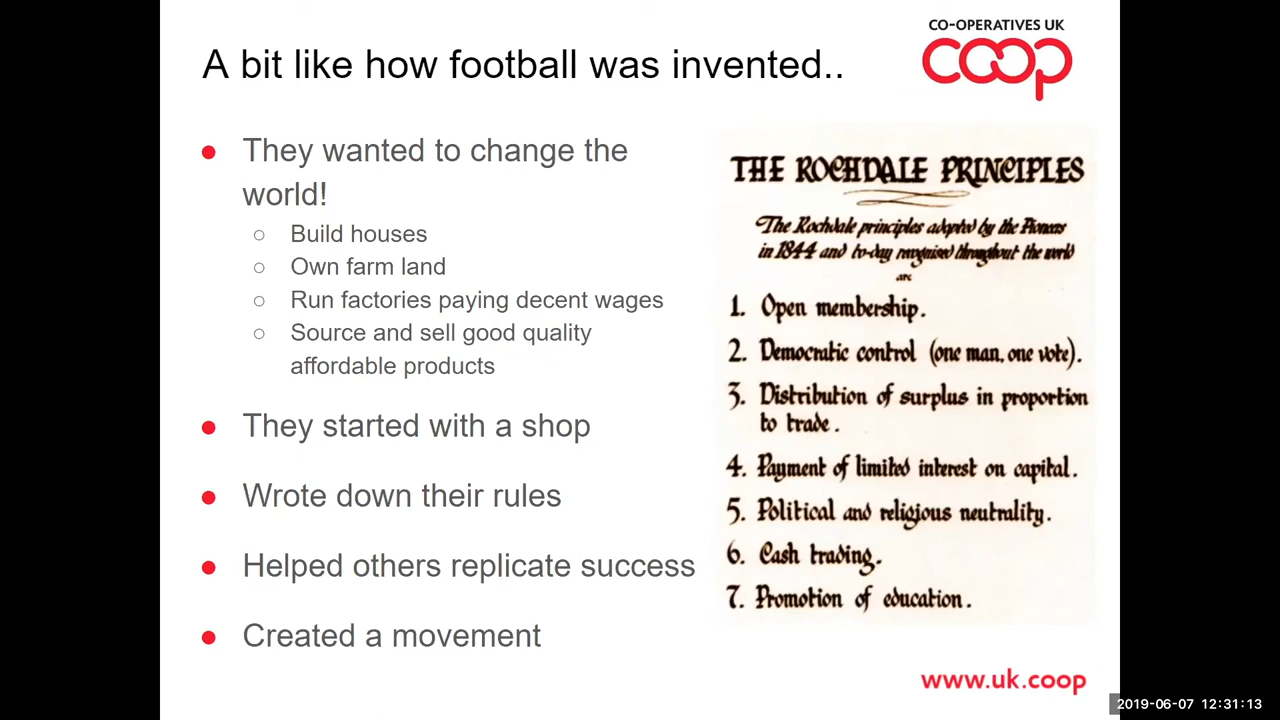 A bit like how football was invented..
CO-OPERATIVES UK
coop
They wanted to change the
world!
Build houses
Own farm land
Run factories paying decent wages
Source and sell good quality
affordable products
They started with a shop
Wrote down their rules
Helped others replicate success
Created a movement
THE ROCHDALE PRINCIPLES
The Rochdale principles adopted by the Pioneers
in 1844 and to-day recognised throughout the world
are
1. Open membership.
2. Democratic control (one man, one vote).
3. Distribution of surplus in proportion
to trade.
4. Payment of limited interest on capital.
5. Political and religious neutrality.
6. Cash trading.
7. Promotion of education.
www.uk.coop
2019-06-07 12:31:13